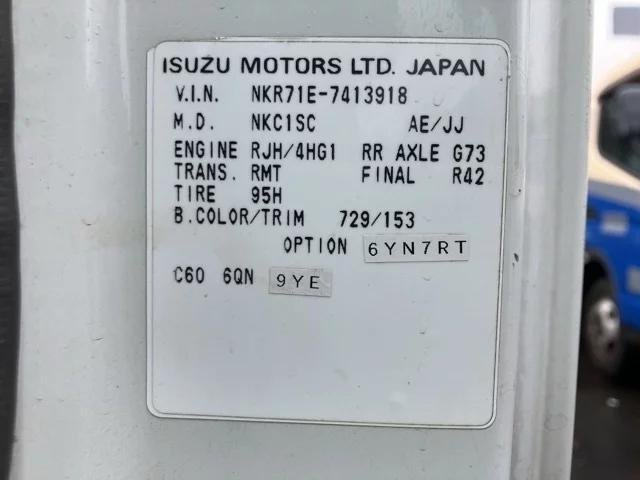 ISUZU MOTORS LTD. JAPAN
V.I.N. NKR71E-7413918
M.D. NKC1SC AE/JJ
ENGINE RJH/4HG1 RR AXLE G73
TRANS. RMT FINAL R42
TIRE 95H
B.COLOR/TRIM 729/153
OPTION 6YN7RT
C60 6QN 9YE